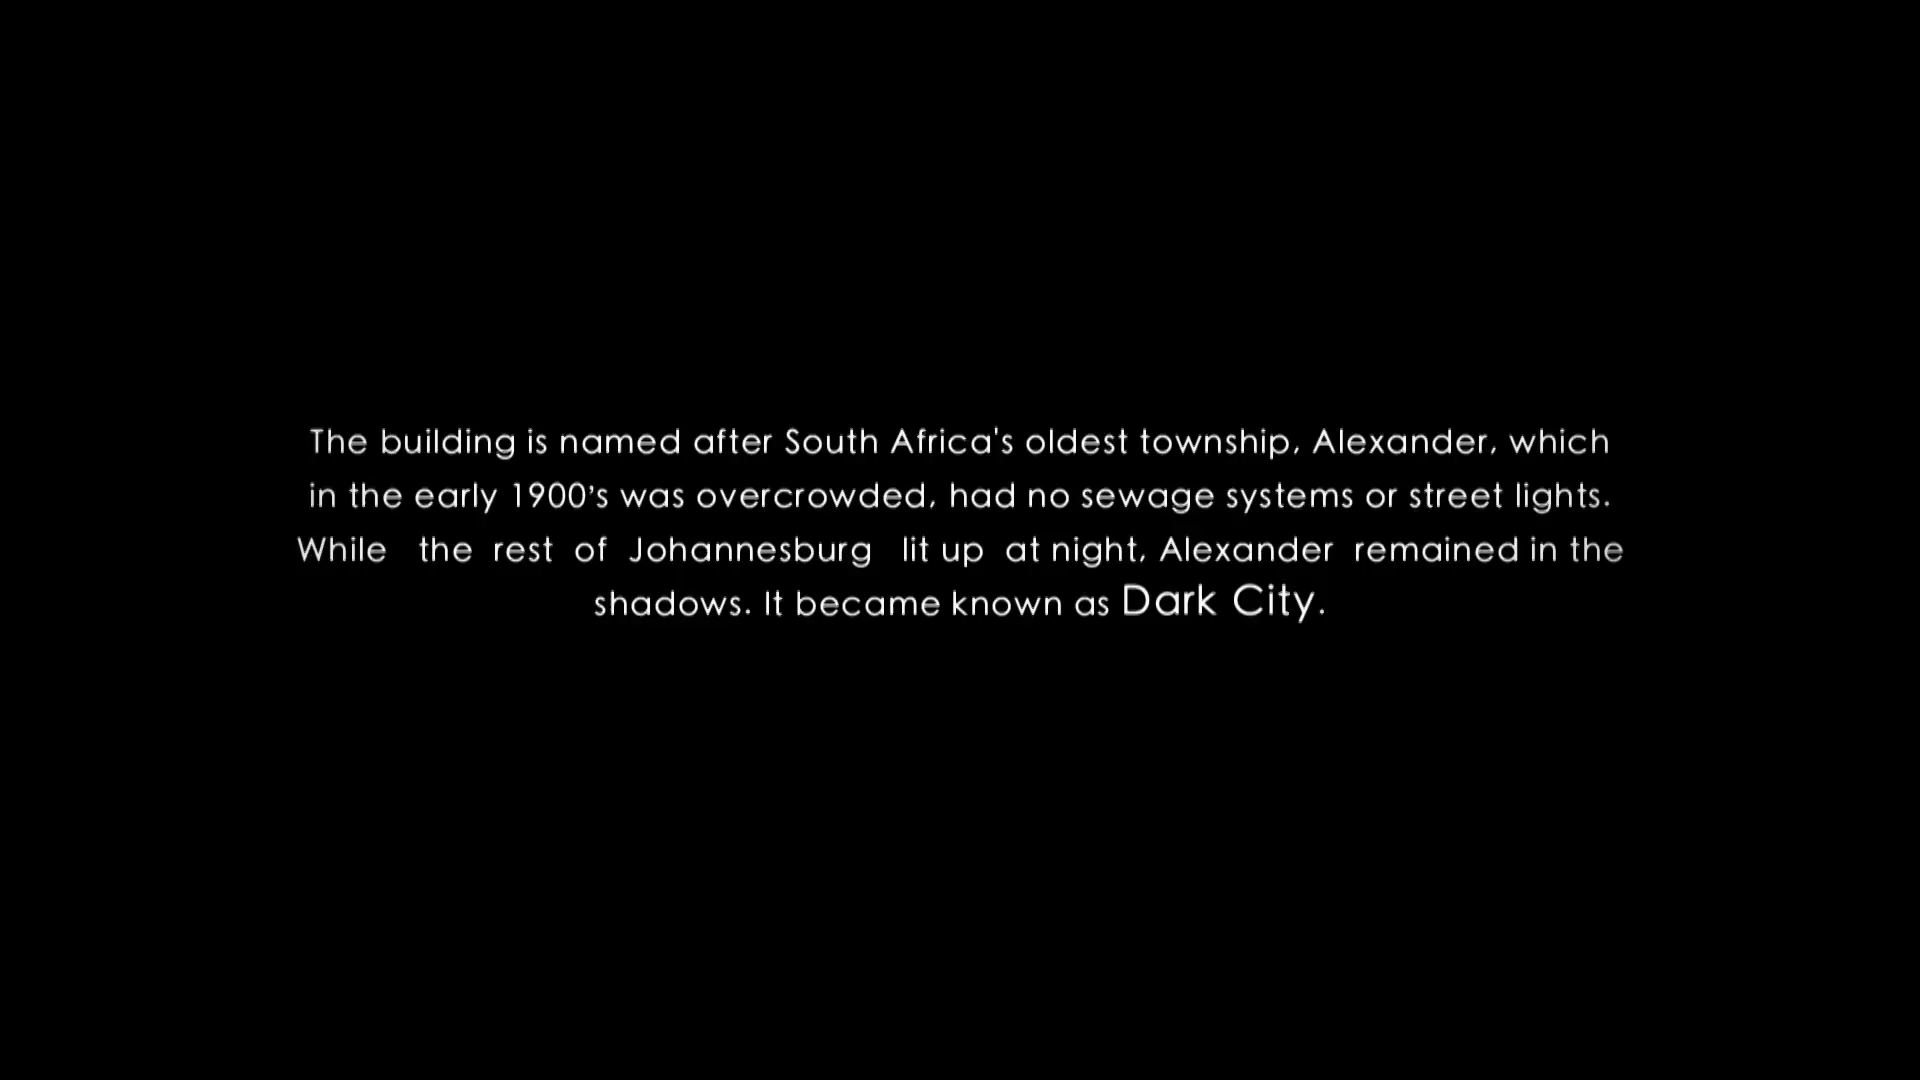 The building is named after South Africa's oldest township, Alexander, which
in the early 1900’s was overcrowded, had no sewage systems or street lights.
While the rest of Johannesburg lit up at night, Alexander remained in the
shadows. It became known as Dark City.